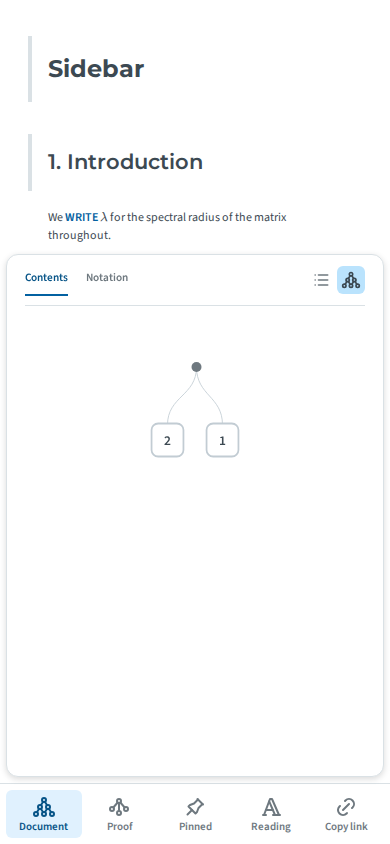 Sidebar
1. Introduction
We WRITE λ for the spectral radius of the matrix
throughout.
Contents Notation
2 1
Document Proof Pinned Reading Copy link